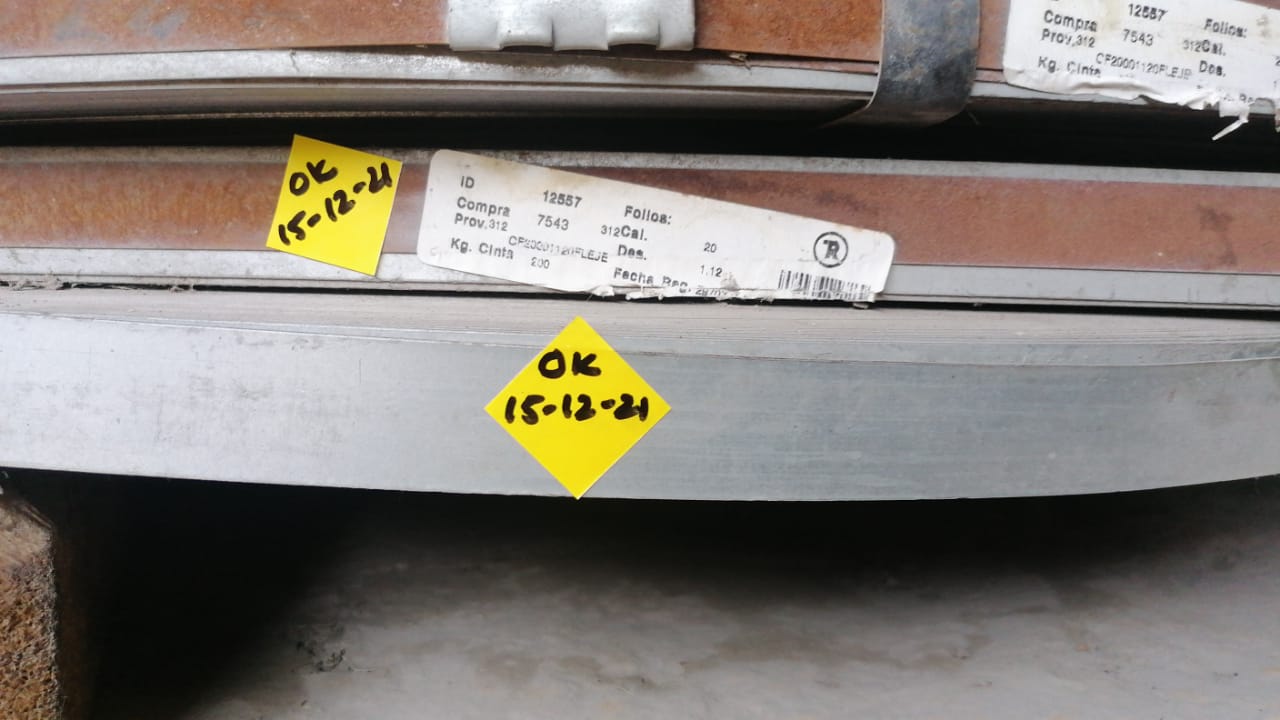 12557 Folios:
Compra 7543 312Cal.
Prov.312 Des.
Kg. Cinta CF20001120FLEJE
OK
15-12-21
ID 12557 Folios:
Compra 7543 312Cal. 20
Prov.312 CF20001120FLEJE Des. 1.12
Kg. Cinta 200 Fecha Rec.
OK
15-12-21